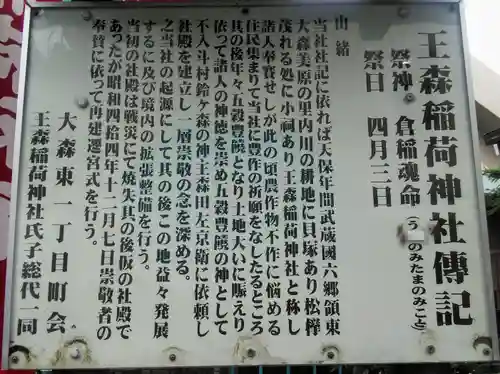 王森稲荷神社傳記
祭神 倉稲魂命(うかのみたまのみこと)
祭日 四月三日
由緒
当社社記に依れば天保年間武蔵國六郷領東
大森美原の里内川の耕地に貝塚あり松樺
茂れる処に小祠あり王森稲荷神社と称し
諸人奉賽せしが此の頃農作物不作に悩める
住民集まりて当社に豊作の祈願をなしたるところ
其の後年々五穀豊饒となり土地大いに賑えり
依って諸人の神徳を崇め五穀豊饒の神として
不入斗村鈴ヶ森の神主森田左京衛に依頼し
社殿を建立し一層崇敬の念を深める。
之当社の起源にして其の後この地益々発展
するに及び境内の拡張整備を行う。
当初の社殿は戦災にて焼失其の後仮の社殿で
あったが昭和四拾四年十二月七日崇敬者の
奉賛に依って再建遷宮式を行う。
大森東一丁目町会
王森稲荷神社氏子総代一同